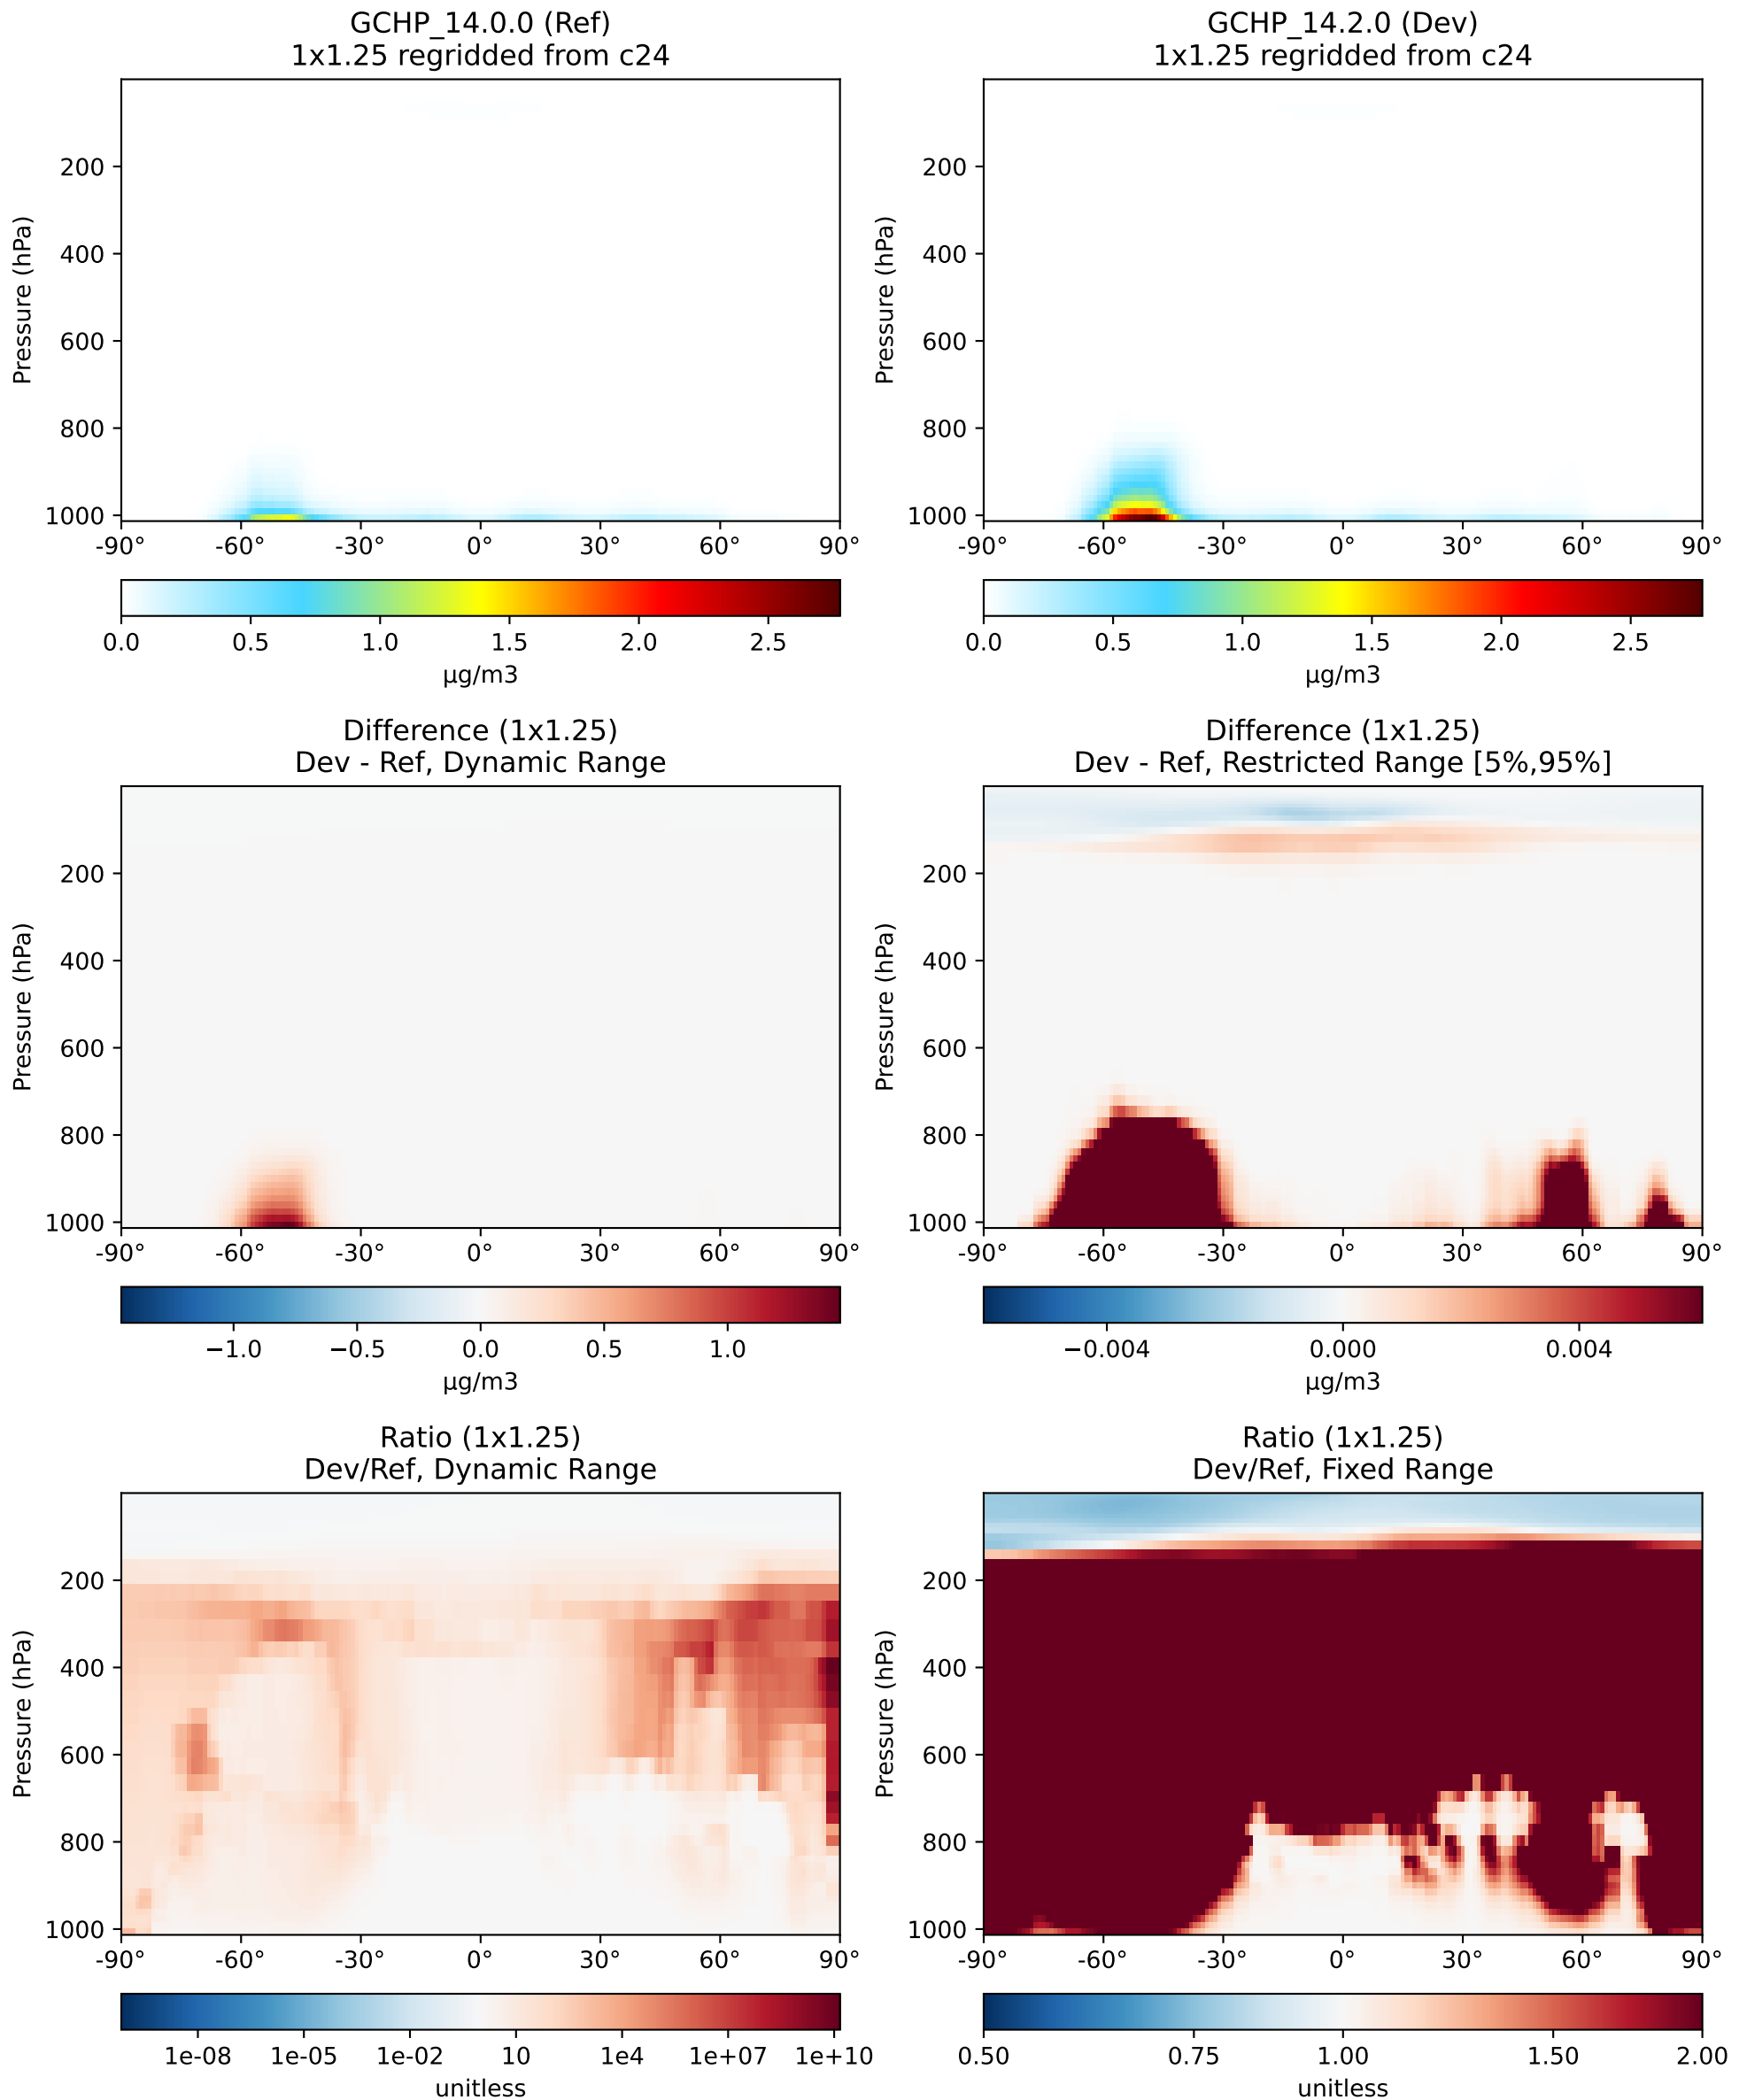 GCHP_14.0.0 (Ref)
1x1.25 regridded from c24
Pressure (hPa)
200
400
600
800
1000
-90° -60° -30° 0° 30° 60° 90°
0.0 0.5 1.0 1.5 2.0 2.5
µg/m3
GCHP_14.2.0 (Dev)
1x1.25 regridded from c24
Pressure (hPa)
200
400
600
800
1000
-90° -60° -30° 0° 30° 60° 90°
0.0 0.5 1.0 1.5 2.0 2.5
µg/m3
Difference (1x1.25)
Dev - Ref, Dynamic Range
Pressure (hPa)
200
400
600
800
1000
-90° -60° -30° 0° 30° 60° 90°
−1.0 −0.5 0.0 0.5 1.0
µg/m3
Difference (1x1.25)
Dev - Ref, Restricted Range [5%,95%]
Pressure (hPa)
200
400
600
800
1000
-90° -60° -30° 0° 30° 60° 90°
−0.004 0.000 0.004
µg/m3
Ratio (1x1.25)
Dev/Ref, Dynamic Range
Pressure (hPa)
200
400
600
800
1000
-90° -60° -30° 0° 30° 60° 90°
1e-08 1e-05 1e-02 10 1e+4 1e+07 1e+10
unitless
Ratio (1x1.25)
Dev/Ref, Fixed Range
Pressure (hPa)
200
400
600
800
1000
-90° -60° -30° 0° 30° 60° 90°
0.50 0.75 1.00 1.50 2.00
unitless